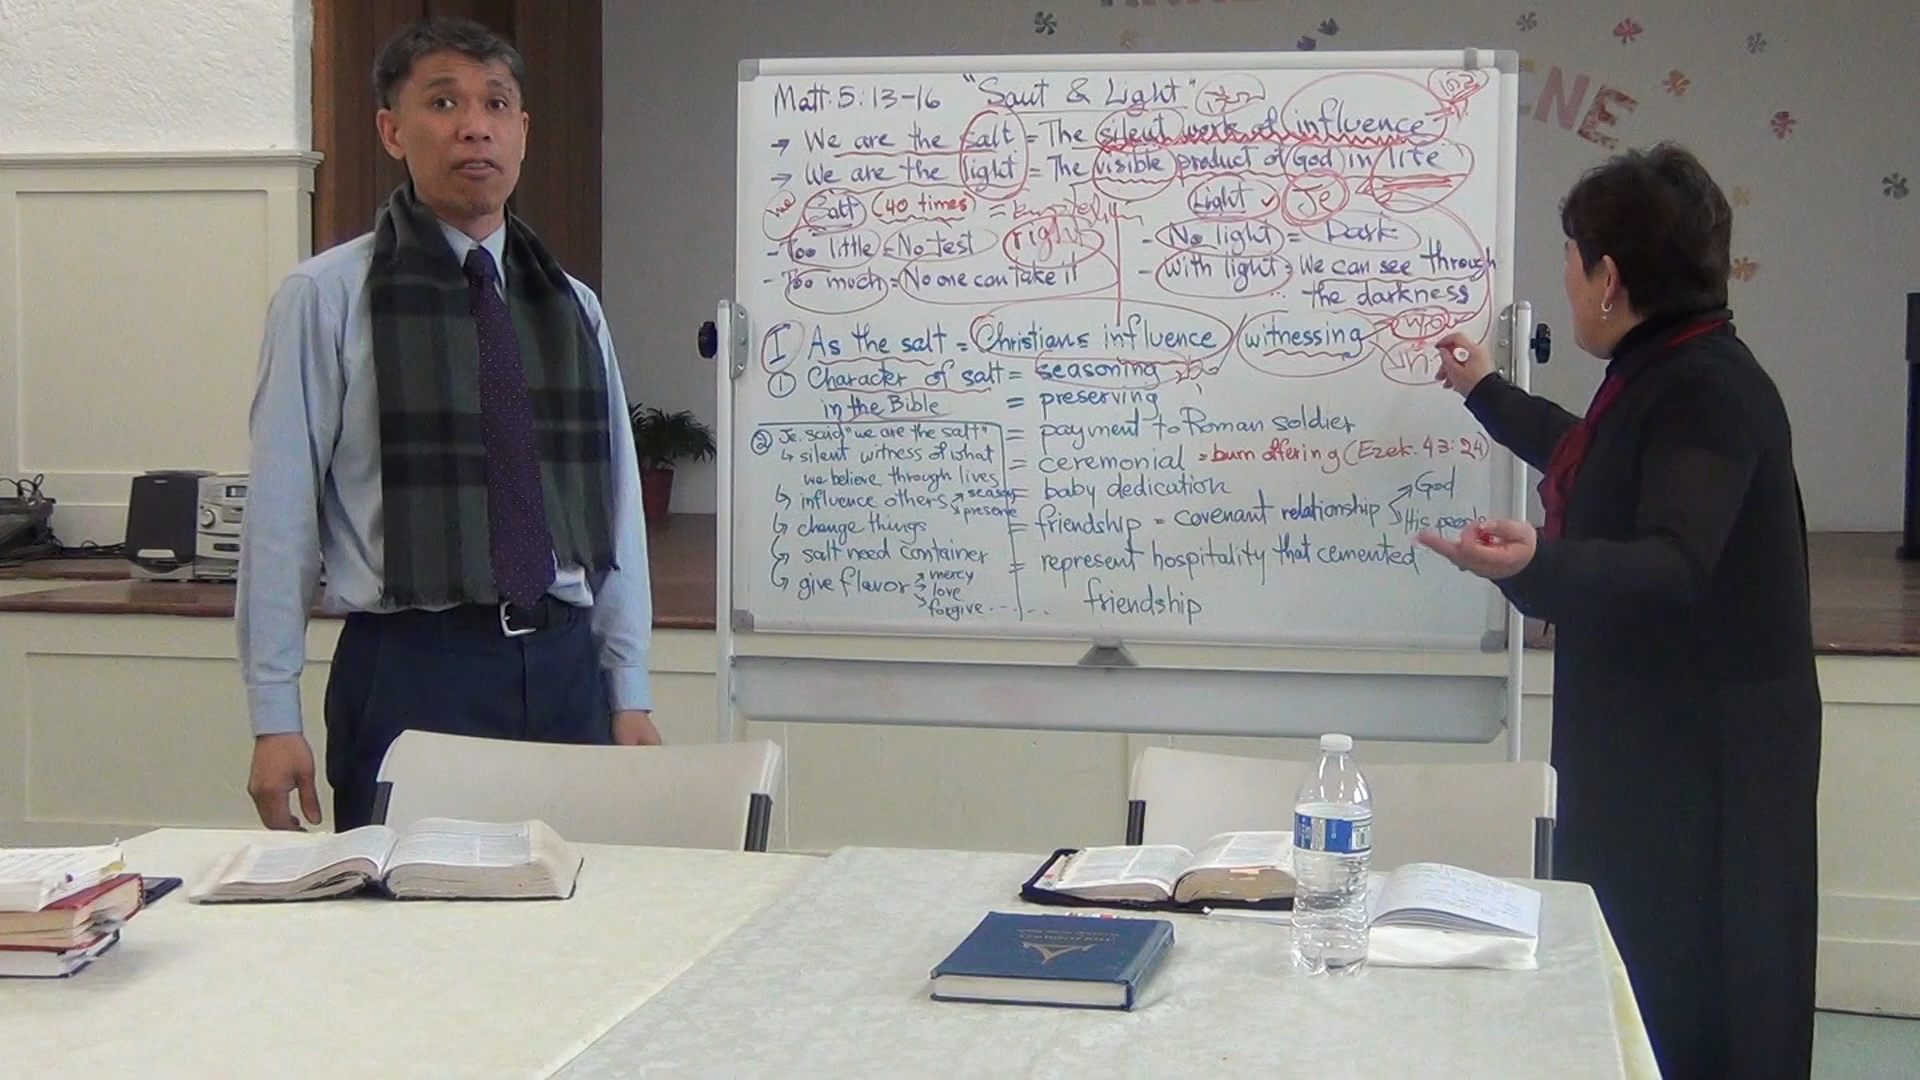 ENE
Matt. 5:13-16 "Saut & Light"
→ We are the salt = The silent work of influence
→ We are the light = The visible product of God in life
Salt (40 times) =
Light ✓ Je
- Too little = No test right
- Too much = No one can take it
- No light = Dark
- With light = We can see through
the darkness
I As the salt = Christians influence / witnessing
① Character of salt = seasoning
in the Bible = preserving
= payment to Roman soldier
= ceremonial = burn offering (Ezek. 43:24)
= baby dedication
= friendship = covenant relationship → God
→ His people
= represent hospitality that cemented
friendship
② Je. said "we are the salt"
↳ silent witness of what
we believe through lives
↳ influence others → season
→ preserve
↳ change things
↳ salt need container
↳ give flavor → mercy
→ love
→ forgive......